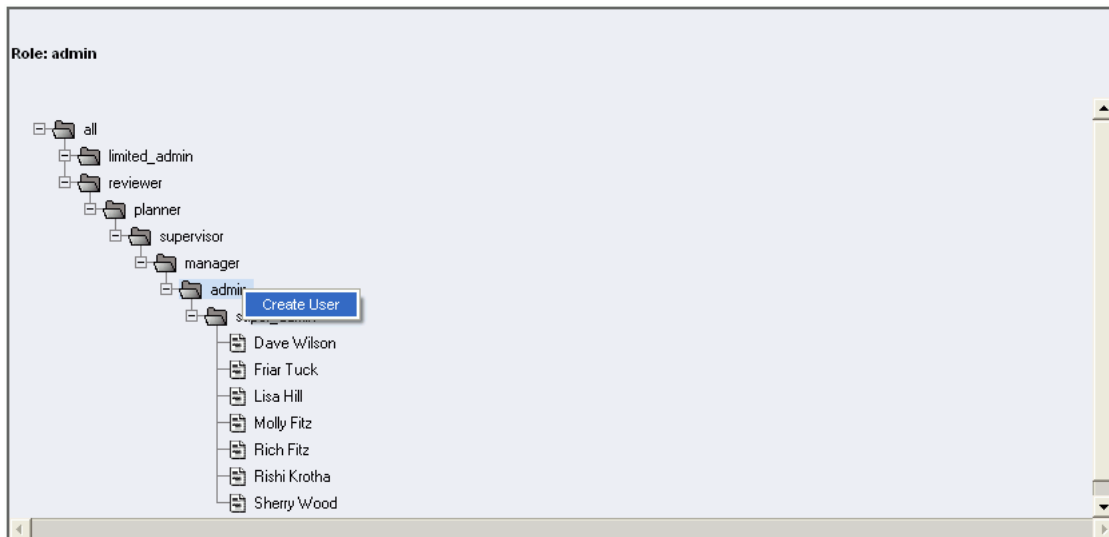 Role: admin
all
limited_admin
reviewer
planner
supervisor
manager
admin
Create User
Dave Wilson
Friar Tuck
Lisa Hill
Molly Fitz
Rich Fitz
Rishi Krotha
Sherry Wood